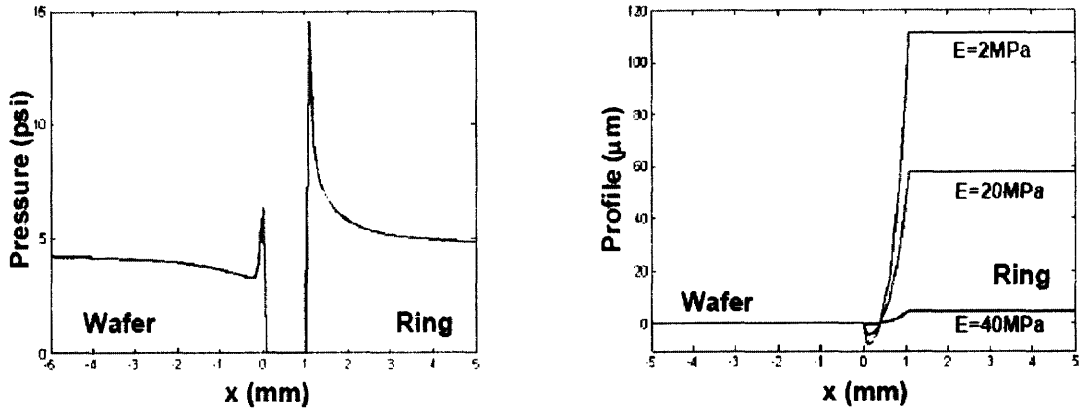 15
10
5
0
Pressure (psi)
Wafer
Ring
-4 -3 -2 -1 0 1 2 3 4 5
x (mm)
120
100
80
60
40
20
0
Profile (μm)
E=2MPa
E=20MPa
Ring
Wafer
E=40MPa
-4 -3 -2 -1 0 1 2 3 4 5
x (mm)